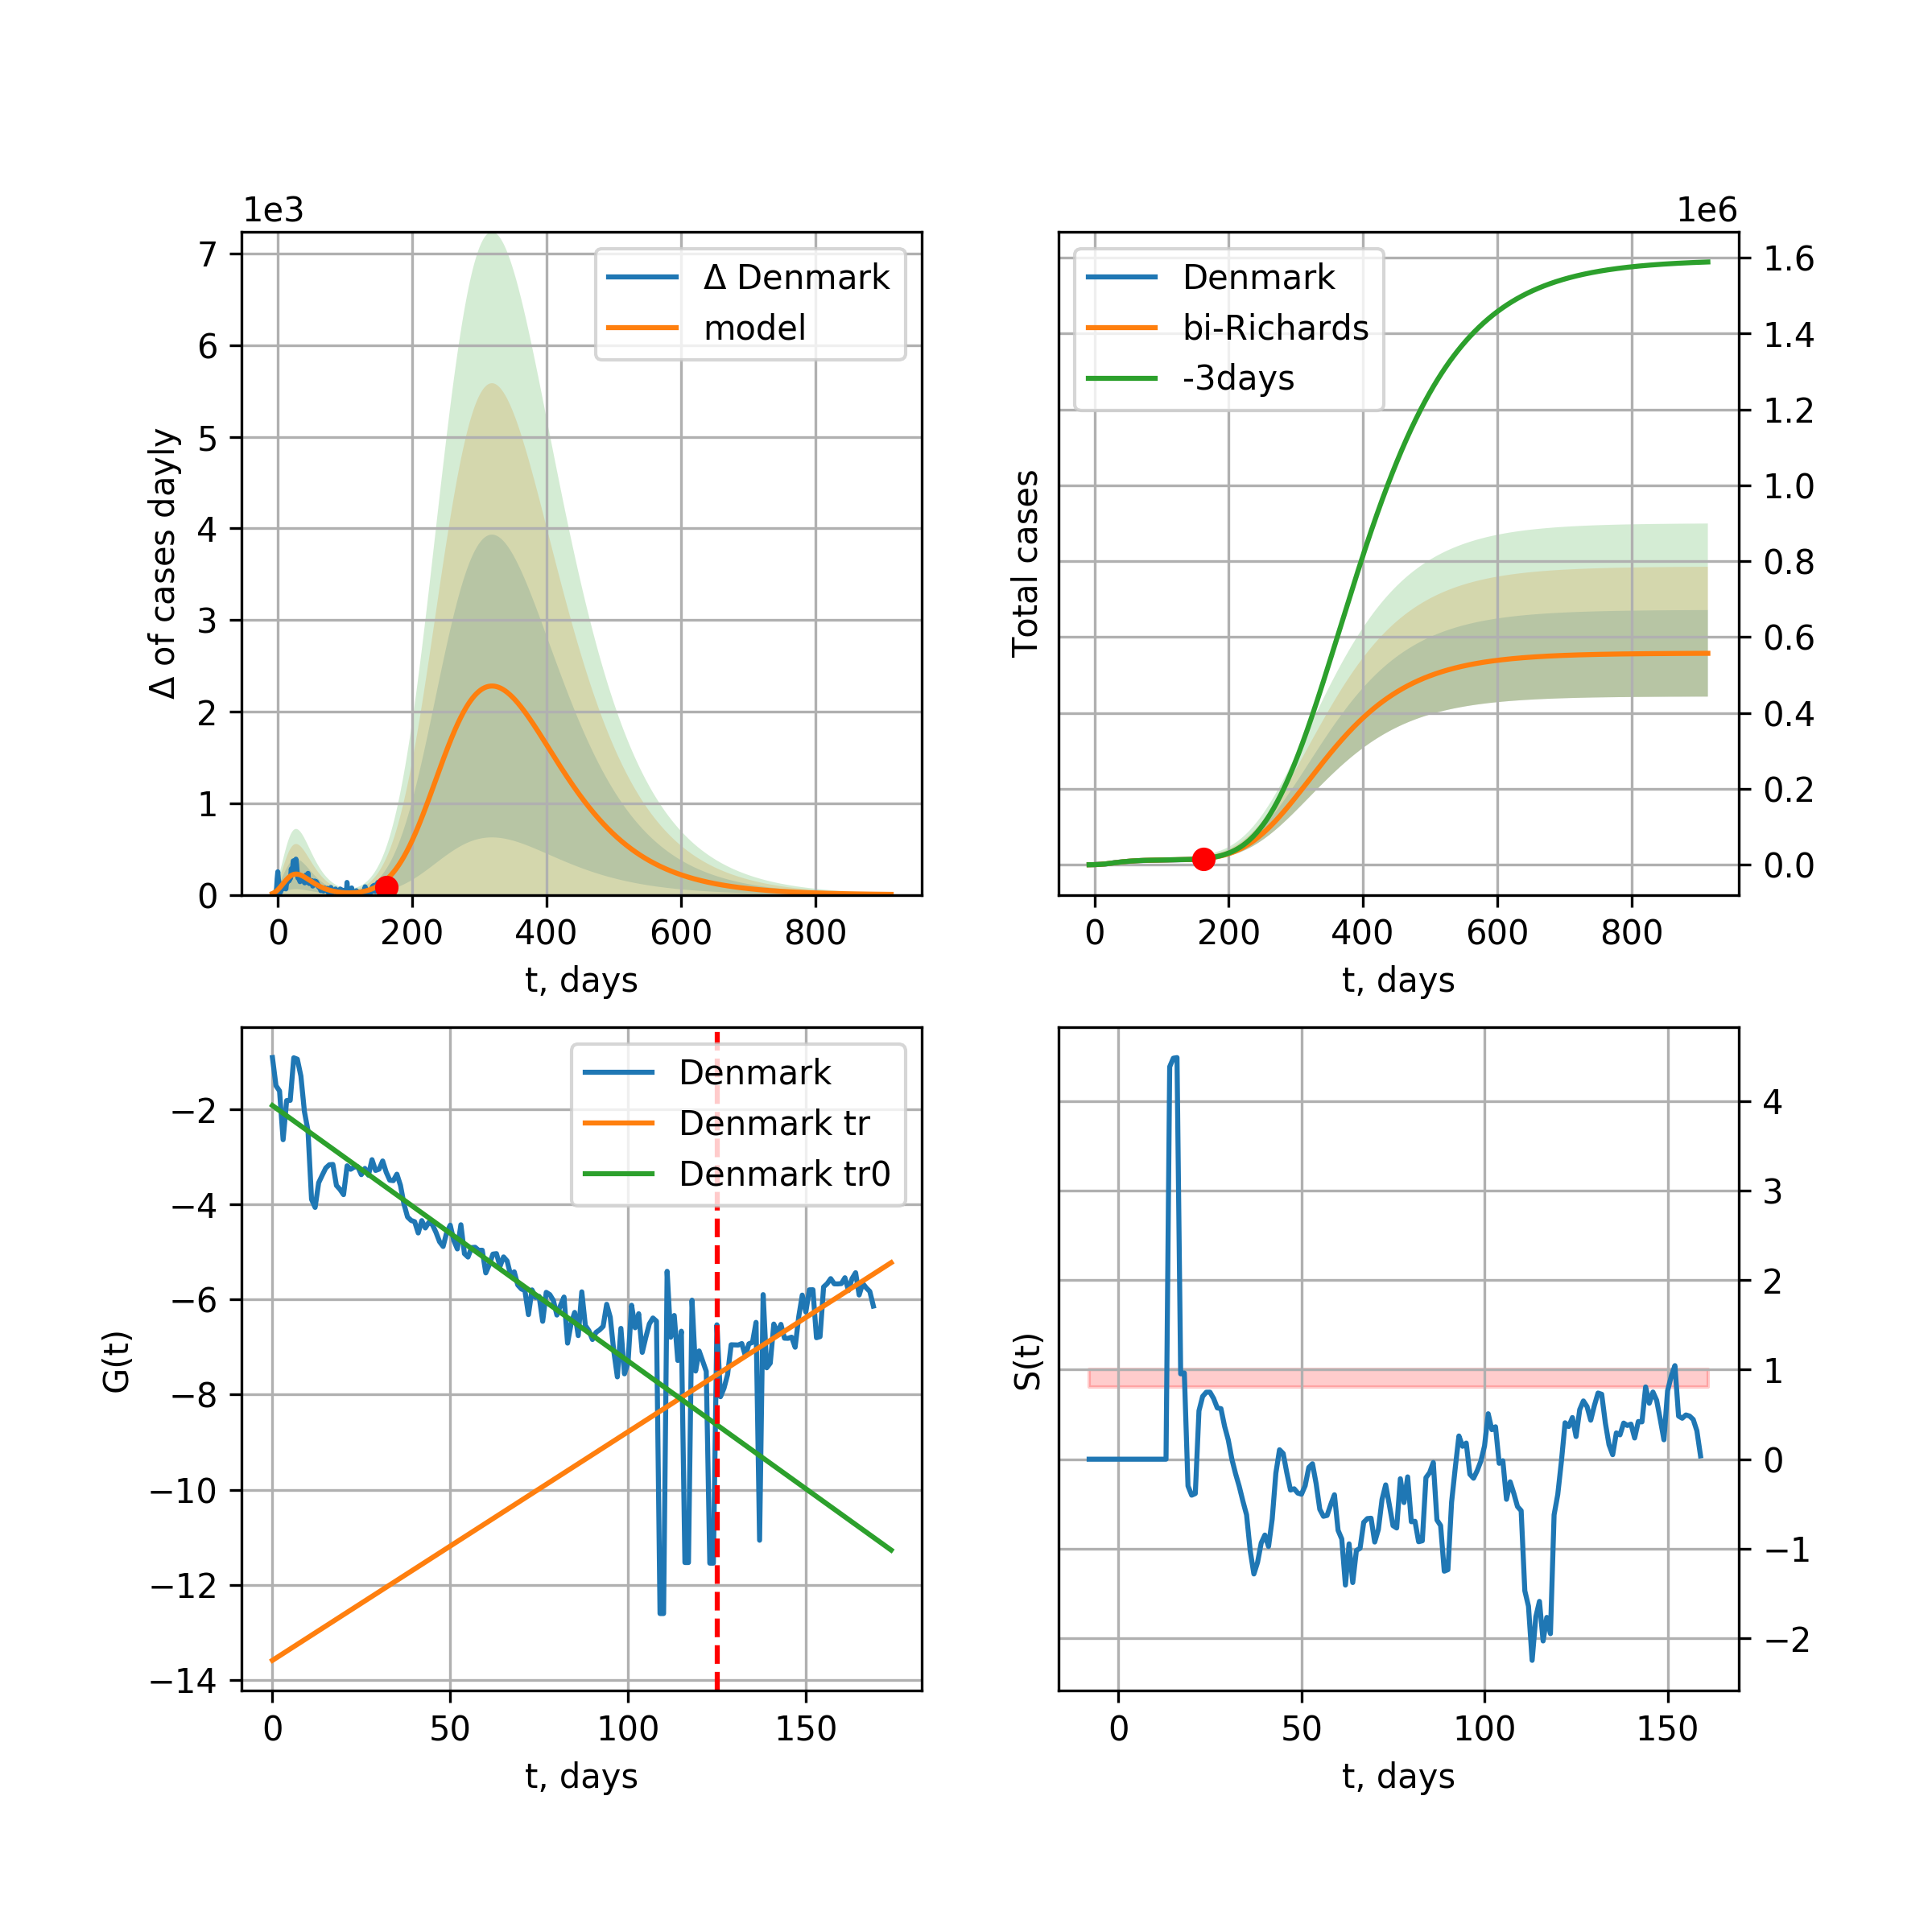 1e3
7
6
5
4
3
2
1
0
Δ of cases dayly
Δ Denmark
model
0
200
400
600
800
t, days
1e6
1.6
1.4
1.2
1.0
0.8
0.6
0.4
0.2
0.0
Total cases
Denmark
bi-Richards
-3days
0
200
400
600
800
t, days
−2
−4
−6
−8
−10
−12
−14
G(t)
Denmark
Denmark tr
Denmark tr0
0
50
100
150
t, days
4
3
2
1
0
−1
−2
S(t)
0
50
100
150
t, days